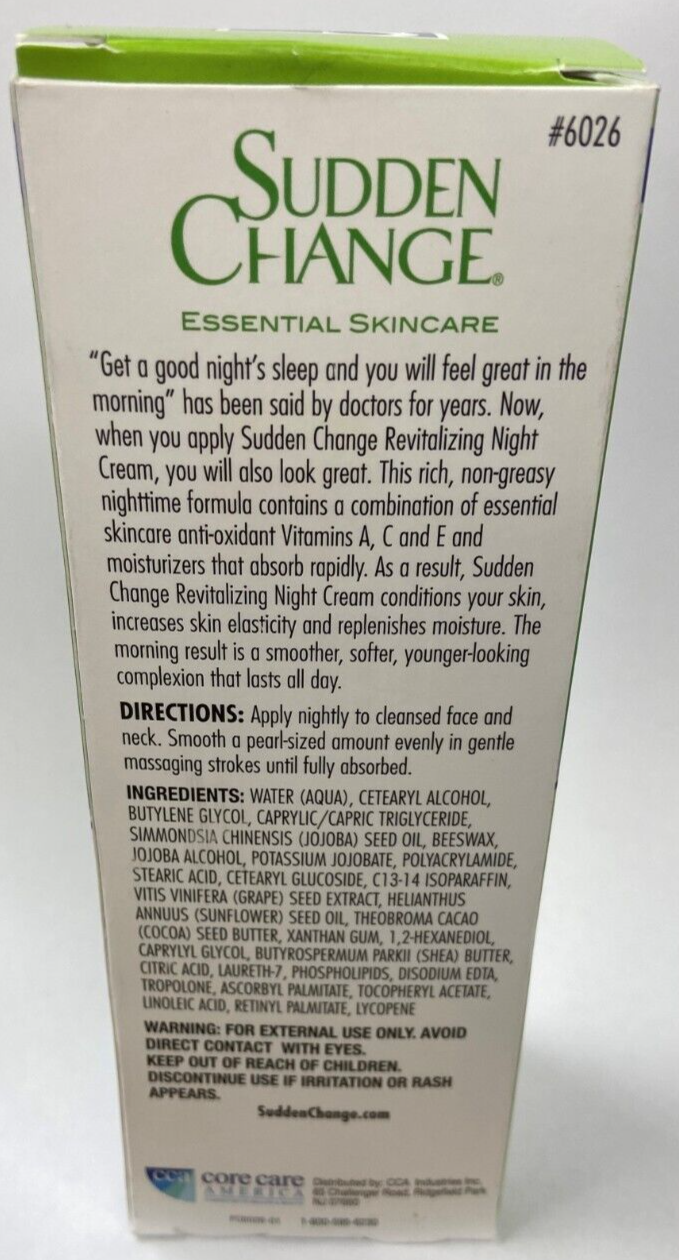 #6026
SUDDEN
CHANGE®
ESSENTIAL SKINCARE
"Get a good night's sleep and you will feel great in the
morning" has been said by doctors for years. Now,
when you apply Sudden Change Revitalizing Night
Cream, you will also look great. This rich, non-greasy
nighttime formula contains a combination of essential
skincare anti-oxidant Vitamins A, C and E and
moisturizers that absorb rapidly. As a result, Sudden
Change Revitalizing Night Cream conditions your skin,
increases skin elasticity and replenishes moisture. The
morning result is a smoother, softer, younger-looking
complexion that lasts all day.
DIRECTIONS: Apply nightly to cleansed face and
neck. Smooth a pearl-sized amount evenly in gentle
massaging strokes until fully absorbed.
INGREDIENTS: WATER (AQUA), CETEARYL ALCOHOL,
BUTYLENE GLYCOL, CAPRYLIC/CAPRIC TRIGLYCERIDE,
SIMMONDSIA CHINENSIS (JOJOBA) SEED OIL, BEESWAX,
JOJOBA ALCOHOL, POTASSIUM JOJOBATE, POLYACRYLAMIDE,
STEARIC ACID, CETEARYL GLUCOSIDE, C13-14 ISOPARAFFIN,
VITIS VINIFERA (GRAPE) SEED EXTRACT, HELIANTHUS
ANNUUS (SUNFLOWER) SEED OIL, THEOBROMA CACAO
(COCOA) SEED BUTTER, XANTHAN GUM, 1,2-HEXANEDIOL,
CAPRYLYL GLYCOL, BUTYROSPERMUM PARKII (SHEA) BUTTER,
CITRIC ACID, LAURETH-7, PHOSPHOLIPIDS, DISODIUM EDTA,
TROPOLONE, ASCORBYL PALMITATE, TOCOPHERYL ACETATE,
LINOLEIC ACID, RETINYL PALMITATE, LYCOPENE
WARNING: FOR EXTERNAL USE ONLY. AVOID
DIRECT CONTACT WITH EYES.
KEEP OUT OF REACH OF CHILDREN.
DISCONTINUE USE IF IRRITATION OR RASH
APPEARS.
SuddenChange.com
cca core care
AMERICA
Distributed by: CCA Industries Inc.
65 Challenger Road, Ridgefield Park